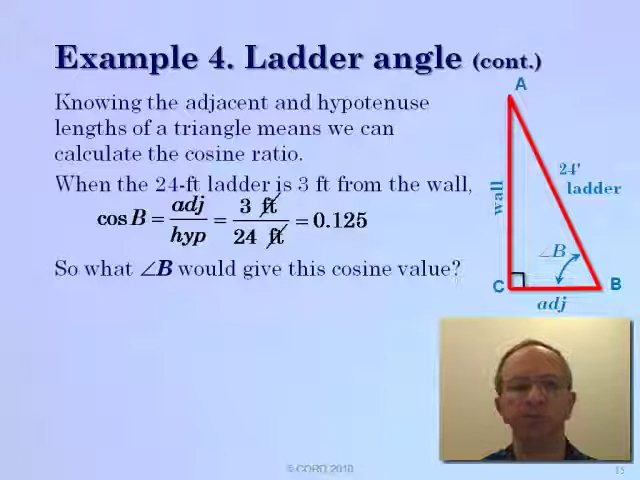 Example 4. Ladder angle (cont.)
Knowing the adjacent and hypotenuse
lengths of a triangle means we can
calculate the cosine ratio.
When the 24-ft ladder is 3 ft from the wall,
cos B = adj/hyp = 3 ft/24 ft = 0.125
So what ∠B would give this cosine value?
A
24'
ladder
wall
∠B
C
B
adj
© CORD 2010
15